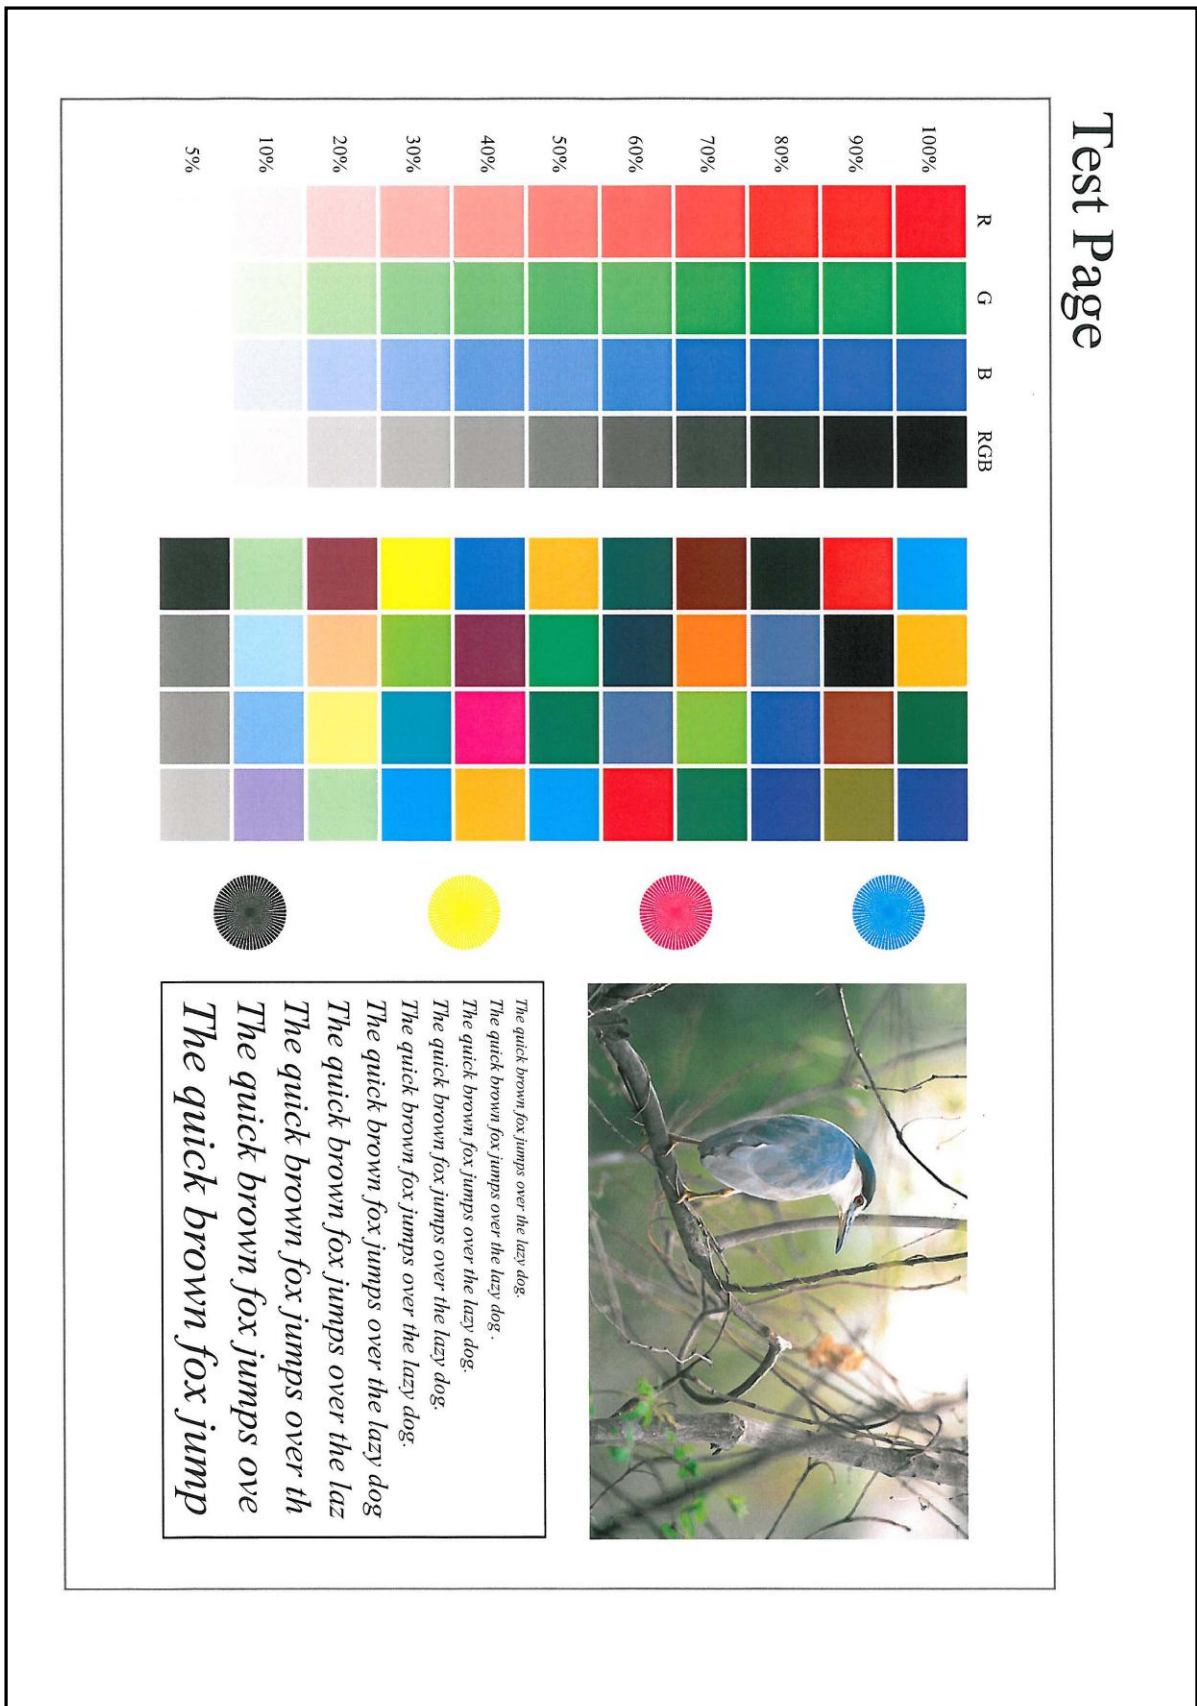 Test Page
R
G
B
RGB
100%
90%
80%
70%
60%
50%
40%
30%
20%
10%
5%
The quick brown fox jumps over the lazy dog.
The quick brown fox jumps over the lazy dog .
The quick brown fox jumps over the lazy dog.
The quick brown fox jumps over the lazy dog.
The quick brown fox jumps over the lazy dog.
The quick brown fox jumps over the lazy dog
The quick brown fox jumps over the laz
The quick brown fox jumps over th
The quick brown fox jumps ove
The quick brown fox jump